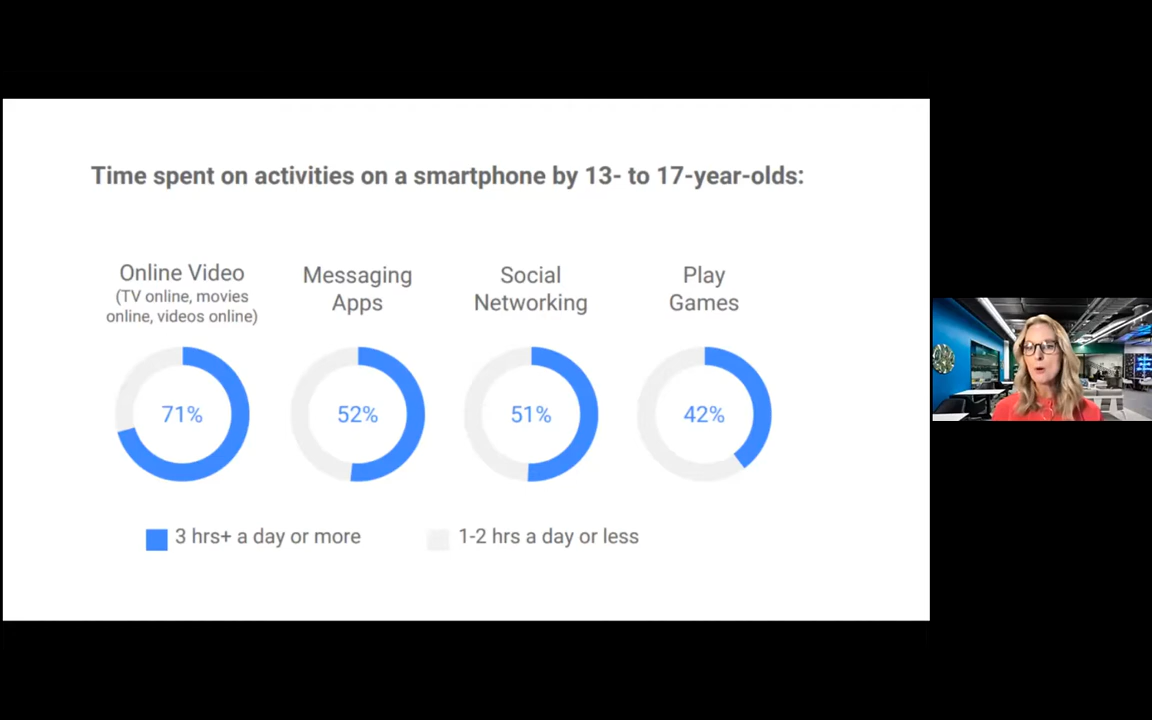 Time spent on activities on a smartphone by 13- to 17-year-olds:
Online Video
(TV online, movies
online, videos online)
Messaging
Apps
Social
Networking
Play
Games
71%
52%
51%
42%
3 hrs+ a day or more
1-2 hrs a day or less